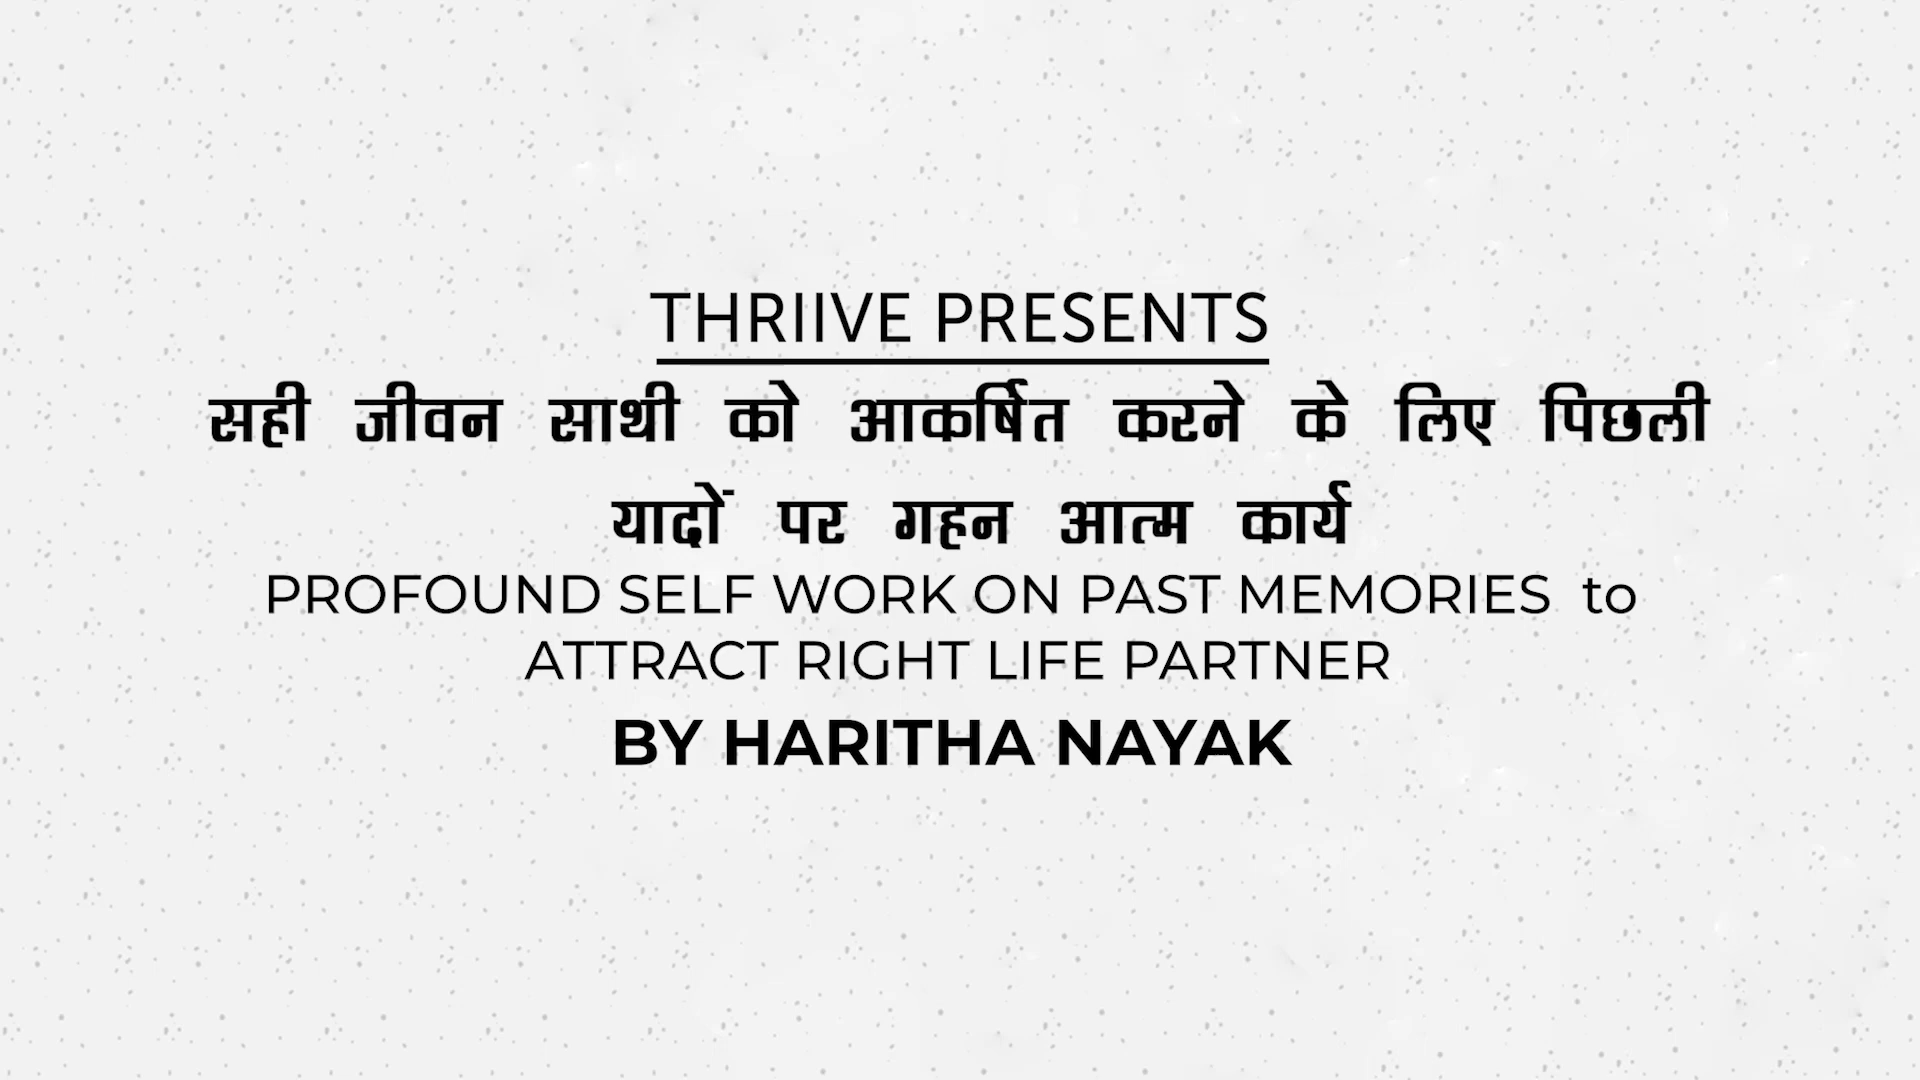 THRIIVE PRESENTS
सही जीवन साथी को आकर्षित करने के लिए पिछली
यादों पर गहन आत्म कार्य
PROFOUND SELF WORK ON PAST MEMORIES to
ATTRACT RIGHT LIFE PARTNER
BY HARITHA NAYAK